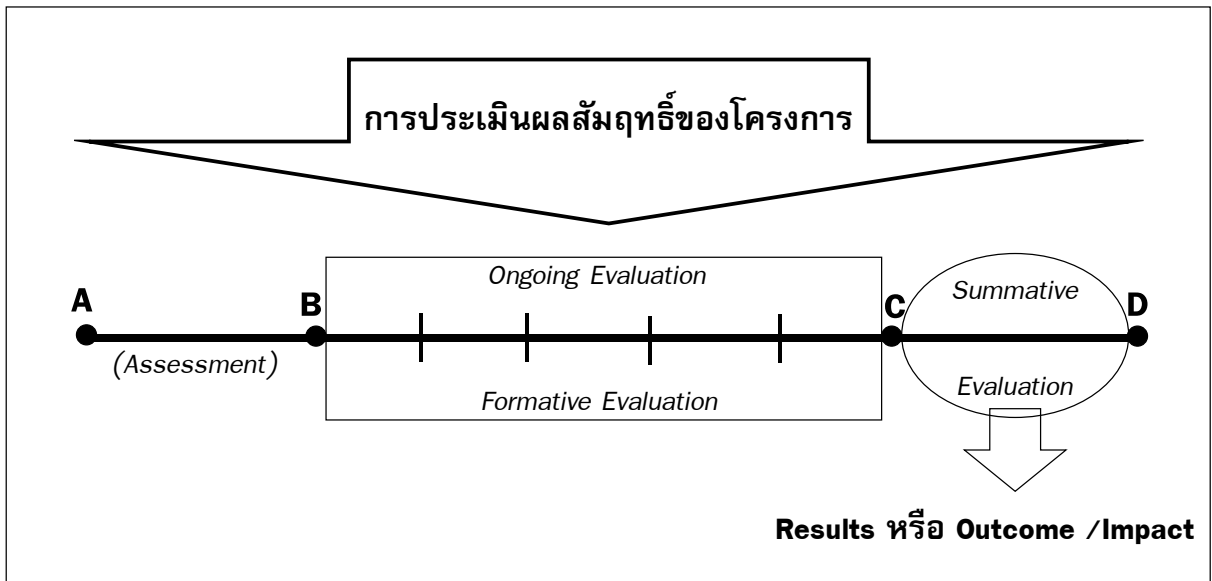 การประเมินผลสัมฤทธิ์ของโครงการ
Ongoing Evaluation
A
B
C
Summative
D
(Assessment)
Formative Evaluation
Evaluation
Results หรือ Outcome /Impact